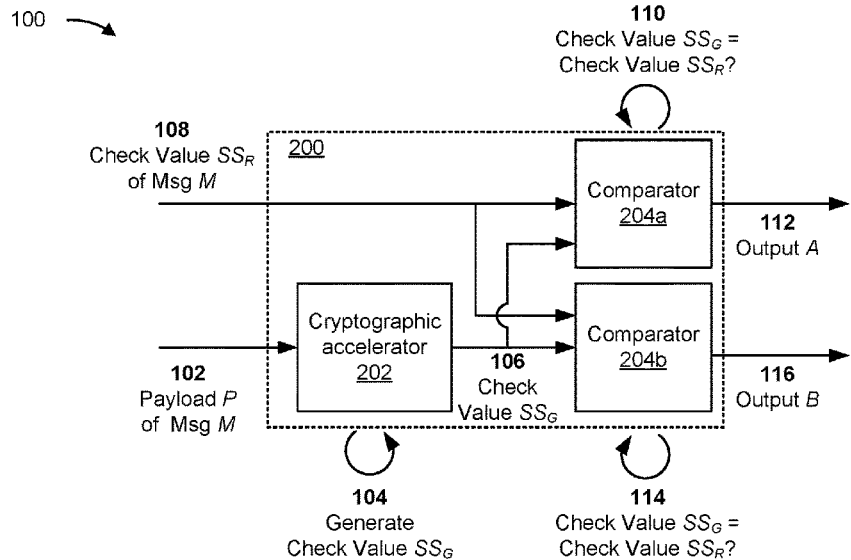 100
110
Check Value SS_G =
Check Value SS_R?
108
Check Value SS_R
of Msg M
200
Comparator
204a
112
Output A
Cryptographic
accelerator
202
106
Check
Value SS_G
Comparator
204b
102
Payload P
of Msg M
116
Output B
104
Generate
Check Value SS_G
114
Check Value SS_G =
Check Value SS_R?